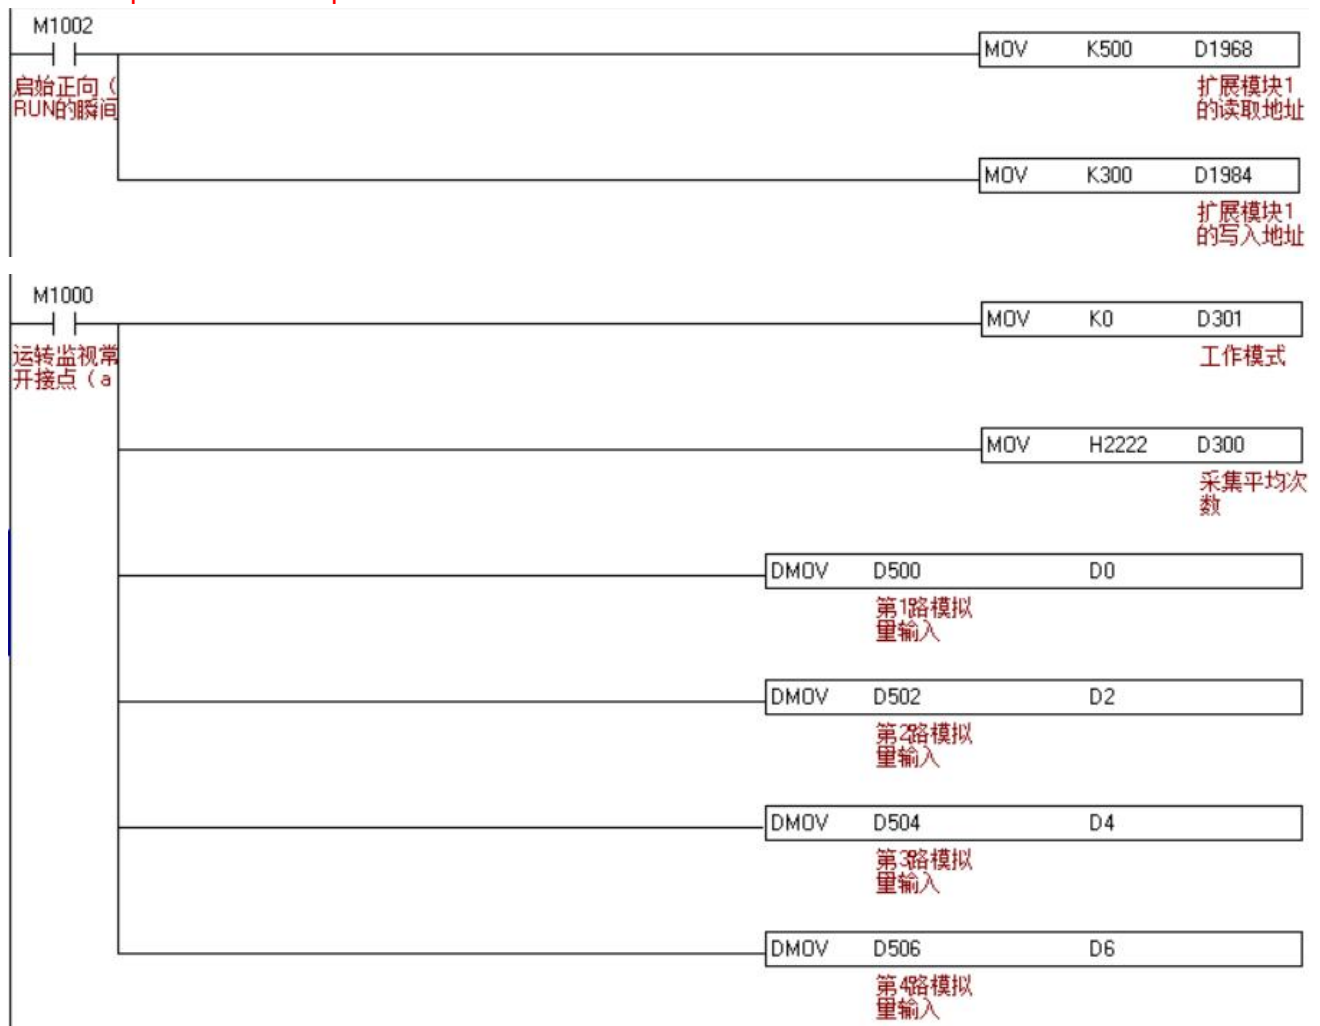 M1002
MOV K500 D1968
启始正向（
RUN的瞬间
扩展模块1
的读取地址
MOV K300 D1984
扩展模块1
的写入地址
M1000
MOV K0 D301
运转监视常
开接点（a
工作模式
MOV H2222 D300
采集平均次
数
DMOV D500 D0
第1路模拟
量输入
DMOV D502 D2
第2路模拟
量输入
DMOV D504 D4
第3路模拟
量输入
DMOV D506 D6
第4路模拟
量输入